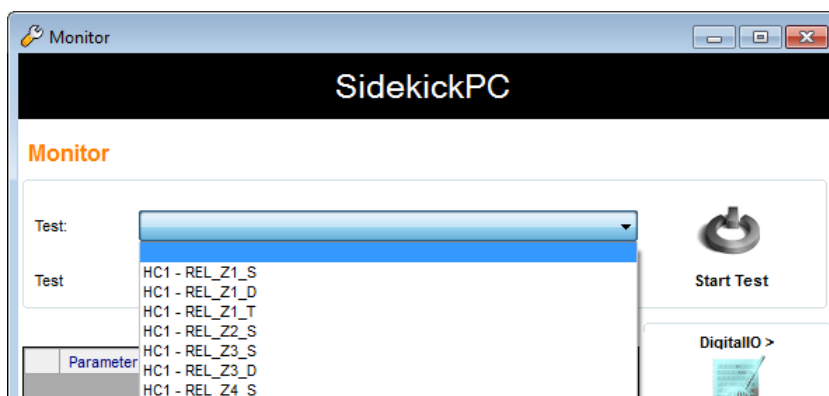 Monitor
SidekickPC
Monitor
Test:
HC1 - REL_Z1_S
HC1 - REL_Z1_D
Test
Start Test
HC1 - REL_Z1_T
HC1 - REL_Z2_S
HC1 - REL_Z3_S
DigitalIO >
Parameter
HC1 - REL_Z3_D
HC1 - REL_Z4_S